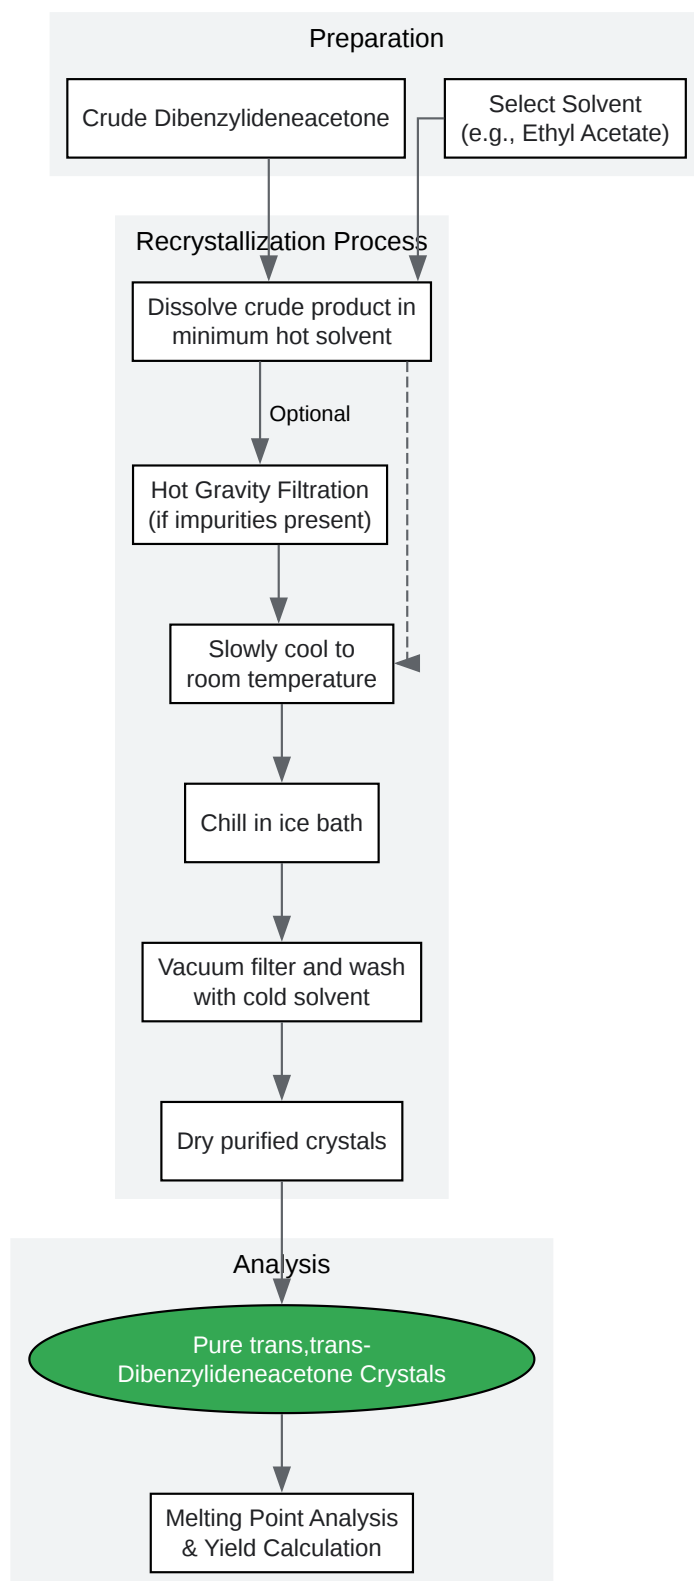 Preparation
Crude Dibenzylideneacetone
Select Solvent
(e.g., Ethyl Acetate)
Recrystallization Process
Dissolve crude product in
minimum hot solvent
Optional
Hot Gravity Filtration
(if impurities present)
Slowly cool to
room temperature
Chill in ice bath
Vacuum filter and wash
with cold solvent
Dry purified crystals
Analysis
Pure trans,trans-
Dibenzylideneacetone Crystals
Melting Point Analysis
& Yield Calculation